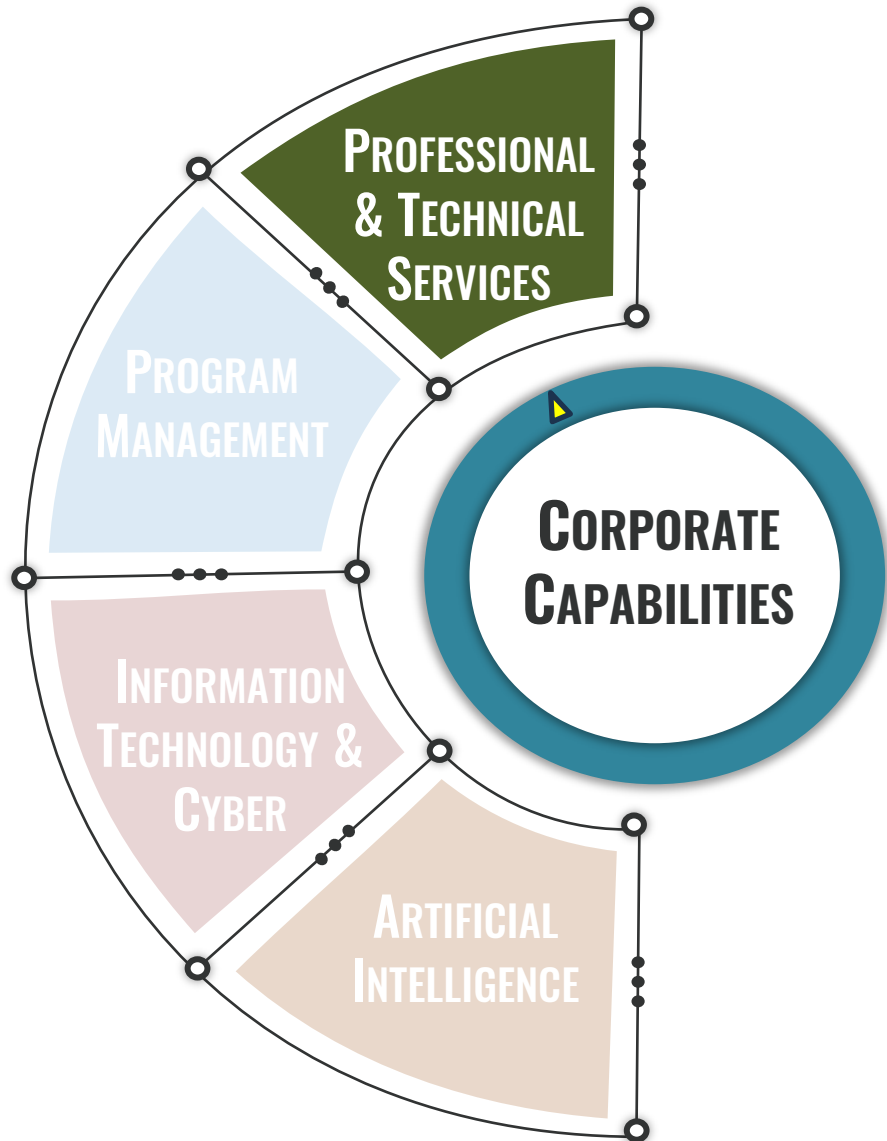 PROFESSIONAL
& TECHNICAL
SERVICES
PROGRAM
MANAGEMENT
INFORMATION
TECHNOLOGY &
CYBER
ARTIFICIAL
INTELLIGENCE
CORPORATE
CAPABILITIES